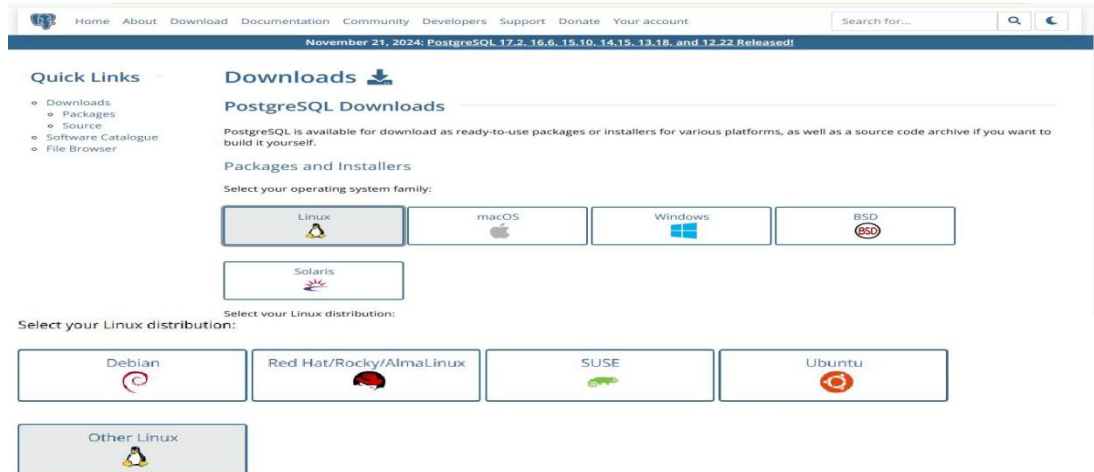 Home About Download Documentation Community Developers Support Donate Your account Search for...
November 21, 2024: PostgreSQL 17.2, 16.6, 15.10, 14.15, 13.18, and 12.22 Released!
Quick Links
Downloads
Packages
Source
Software Catalogue
File Browser
Downloads
PostgreSQL Downloads
PostgreSQL is available for download as ready-to-use packages or installers for various platforms, as well as a source code archive if you want to
build it yourself.
Packages and Installers
Select your operating system family:
Linux
macOS
Windows
BSD
BSD
Solaris
Select your Linux distribution:
Select your Linux distribution:
Debian
Red Hat/Rocky/AlmaLinux
SUSE
Ubuntu
Other Linux